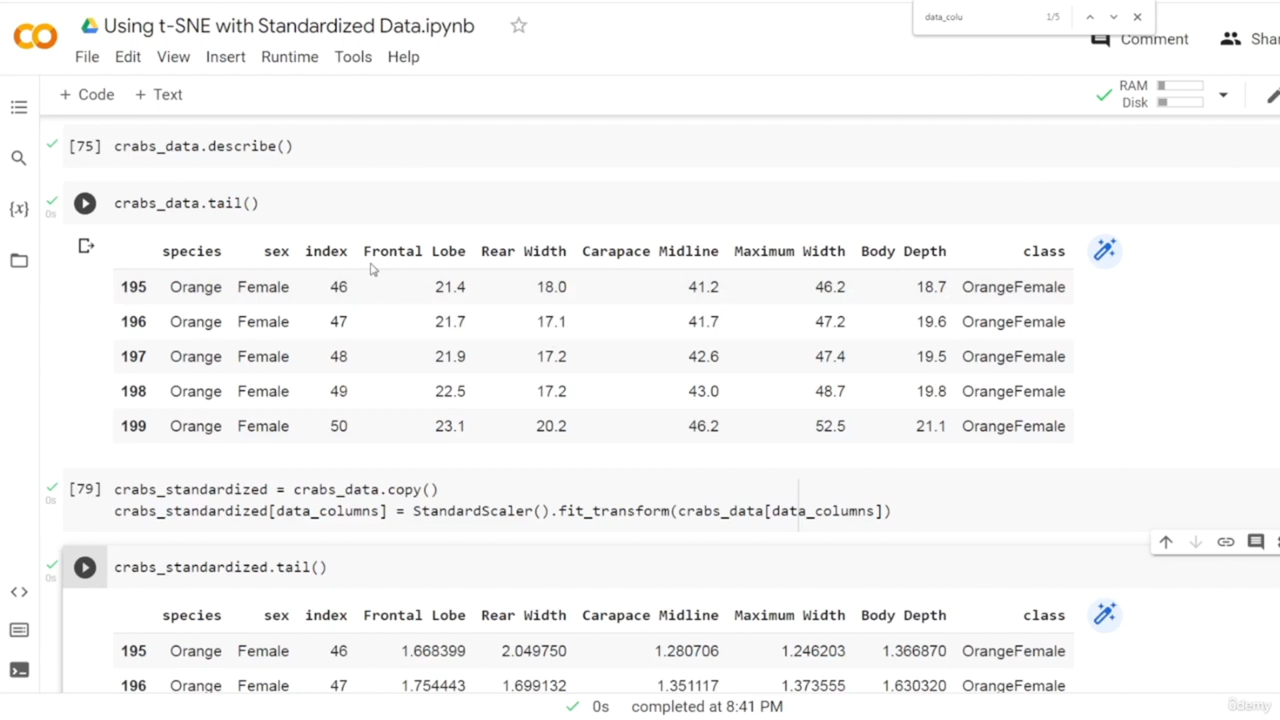 Using t-SNE with Standardized Data.ipynb
data_colu 1/5
File Edit View Insert Runtime Tools Help
Comment Shar
+ Code + Text
RAM
Disk
[75] crabs_data.describe()
0s crabs_data.tail()
species sex index Frontal Lobe Rear Width Carapace Midline Maximum Width Body Depth class
195 Orange Female 46 21.4 18.0 41.2 46.2 18.7 OrangeFemale
196 Orange Female 47 21.7 17.1 41.7 47.2 19.6 OrangeFemale
197 Orange Female 48 21.9 17.2 42.6 47.4 19.5 OrangeFemale
198 Orange Female 49 22.5 17.2 43.0 48.7 19.8 OrangeFemale
199 Orange Female 50 23.1 20.2 46.2 52.5 21.1 OrangeFemale
[79] crabs_standardized = crabs_data.copy()
0s crabs_standardized[data_columns] = StandardScaler().fit_transform(crabs_data[data_columns])
0s crabs_standardized.tail()
species sex index Frontal Lobe Rear Width Carapace Midline Maximum Width Body Depth class
195 Orange Female 46 1.668399 2.049750 1.280706 1.246203 1.366870 OrangeFemale
196 Orange Female 47 1.754443 1.699132 1.351117 1.373555 1.630320 OrangeFemale
0s completed at 8:41 PM
ûdemy